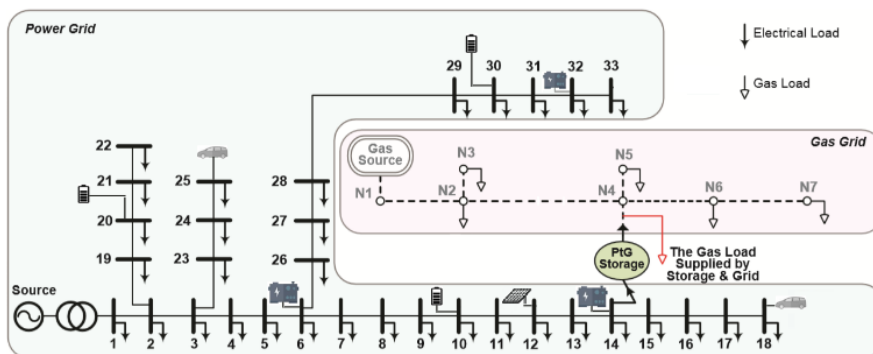 Power Grid
29 30 31 32 33
Electrical Load
Gas Load
22
21
20
19
25
24
23
28
27
26
Gas Source
Gas Grid
N1
N2
N3
N4
N5
N6
N7
PtG
Storage
The Gas Load
Supplied by
Storage & Grid
Source
1 2 3 4 5 6 7 8 9 10 11 12 13 14 15 16 17 18